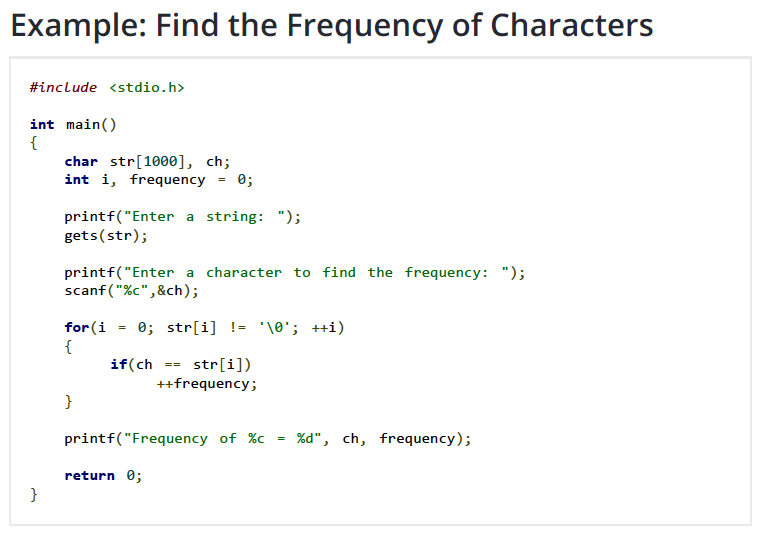 Example: Find the Frequency of Characters
#include <stdio.h>
int main()
{
char str[1000], ch;
int i, frequency = 0;
printf("Enter a string: ");
gets(str);
printf("Enter a character to find the frequency: ");
scanf("%c",&ch);
for(i = 0; str[i] != '\0'; ++i)
{
if(ch == str[i])
++frequency;
}
printf("Frequency of %c = %d", ch, frequency);
return 0;
}